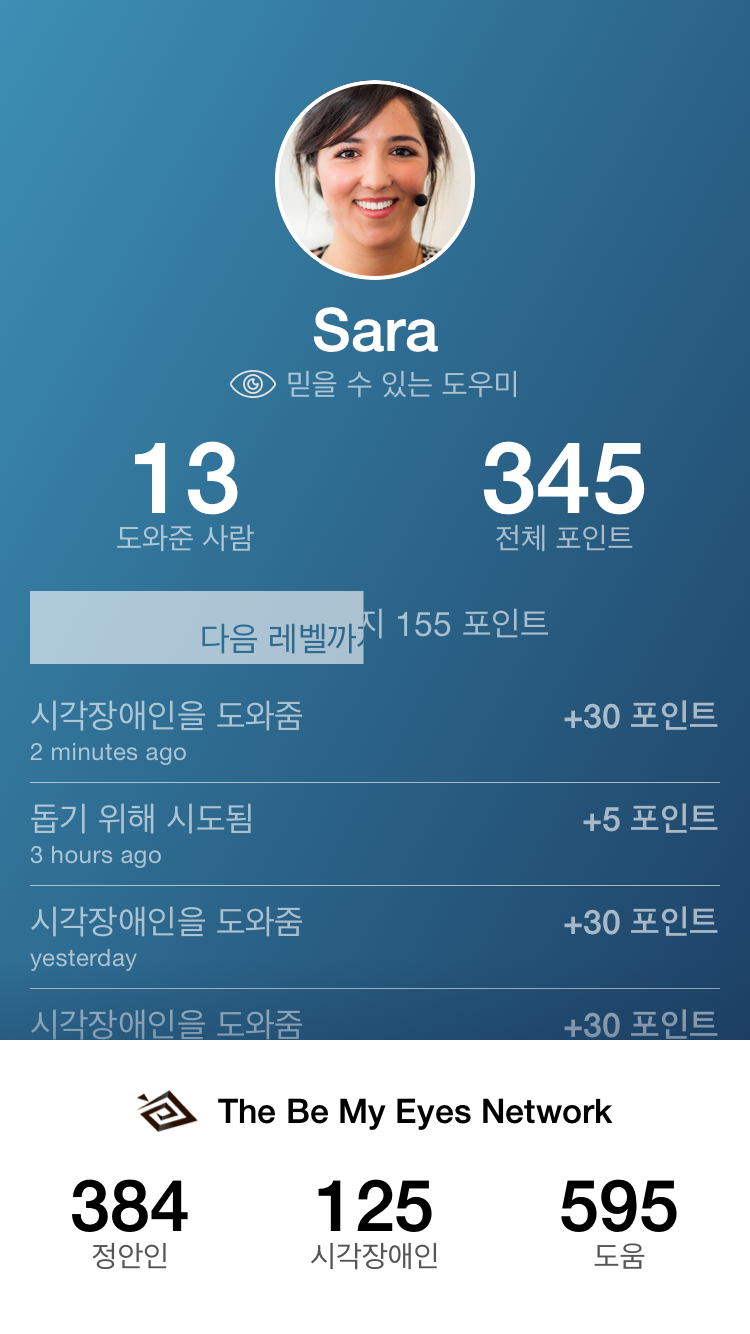 Sara
믿을 수 있는 도우미
13
도와준 사람
345
전체 포인트
다음 레벨까지 155 포인트
시각장애인을 도와줌
+30 포인트
2 minutes ago
돕기 위해 시도됨
+5 포인트
3 hours ago
시각장애인을 도와줌
+30 포인트
yesterday
시각장애인을 도와줌
+30 포인트
The Be My Eyes Network
384
정안인
125
시각장애인
595
도움